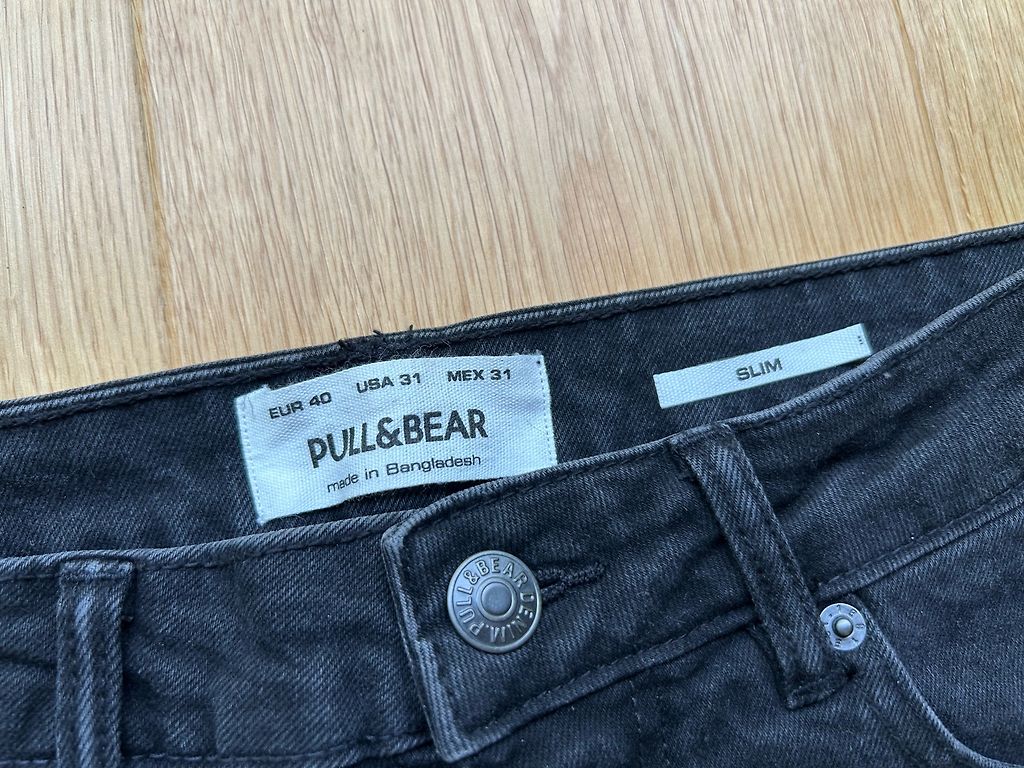 EUR 40 USA 31 MEX 31
PULL&BEAR
made in Bangladesh
SLIM
PULL&BEAR DENIM.